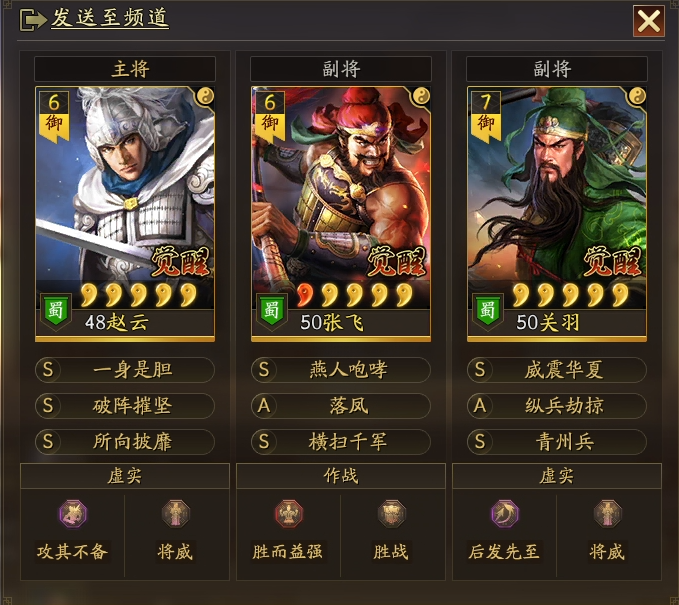 发送至频道
主将
副将
副将
6
御
6
御
7
御
觉醒
觉醒
觉醒
蜀
48赵云
蜀
50张飞
蜀
50关羽
S 一身是胆
S 燕人咆哮
S 威震华夏
S 破阵摧坚
A 落凤
A 纵兵劫掠
S 所向披靡
S 横扫千军
S 青州兵
虚实
作战
虚实
攻其不备
将威
胜而益强
胜战
后发先至
将威